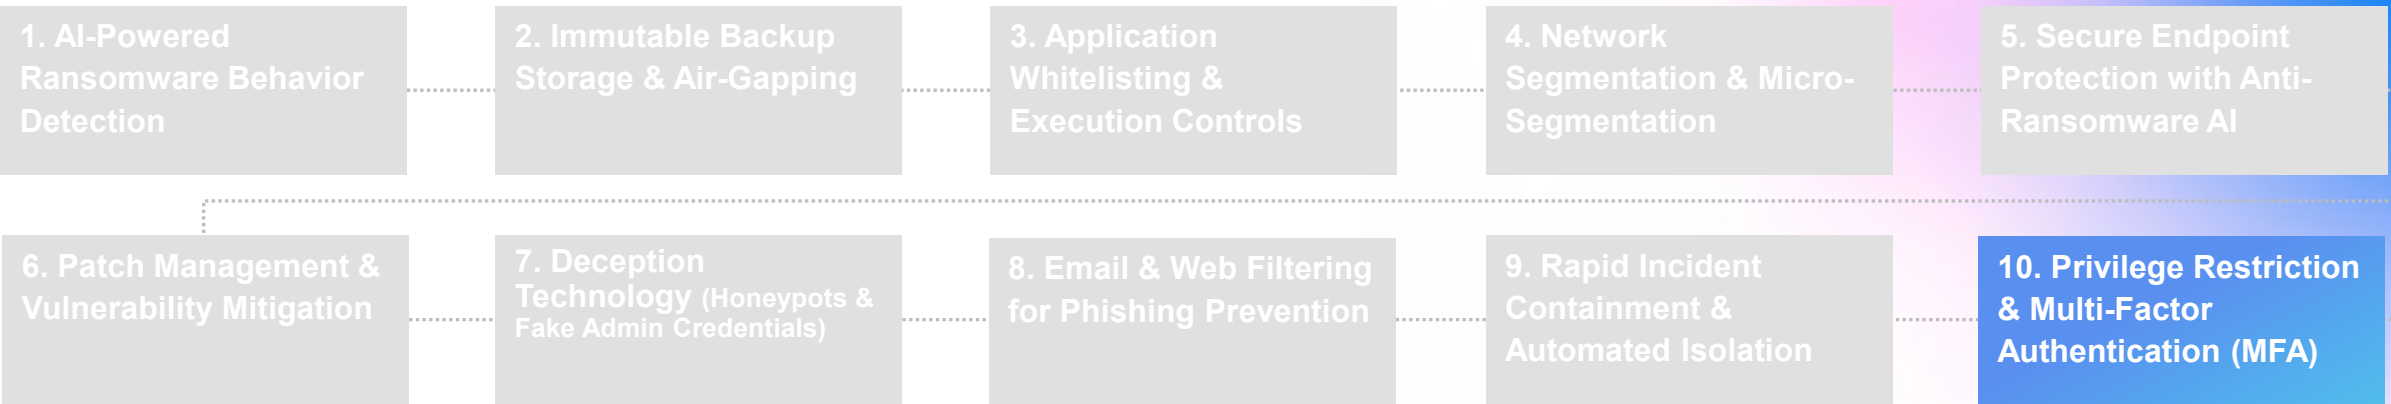 1. AI-Powered
Ransomware Behavior
Detection
2. Immutable Backup
Storage & Air-Gapping
3. Application
Whitelisting &
Execution Controls
4. Network
Segmentation & Micro-
Segmentation
5. Secure Endpoint
Protection with Anti-
Ransomware AI
6. Patch Management &
Vulnerability Mitigation
7. Deception
Technology (Honeypots &
Fake Admin Credentials)
8. Email & Web Filtering
for Phishing Prevention
9. Rapid Incident
Containment &
Automated Isolation
10. Privilege Restriction
& Multi-Factor
Authentication (MFA)